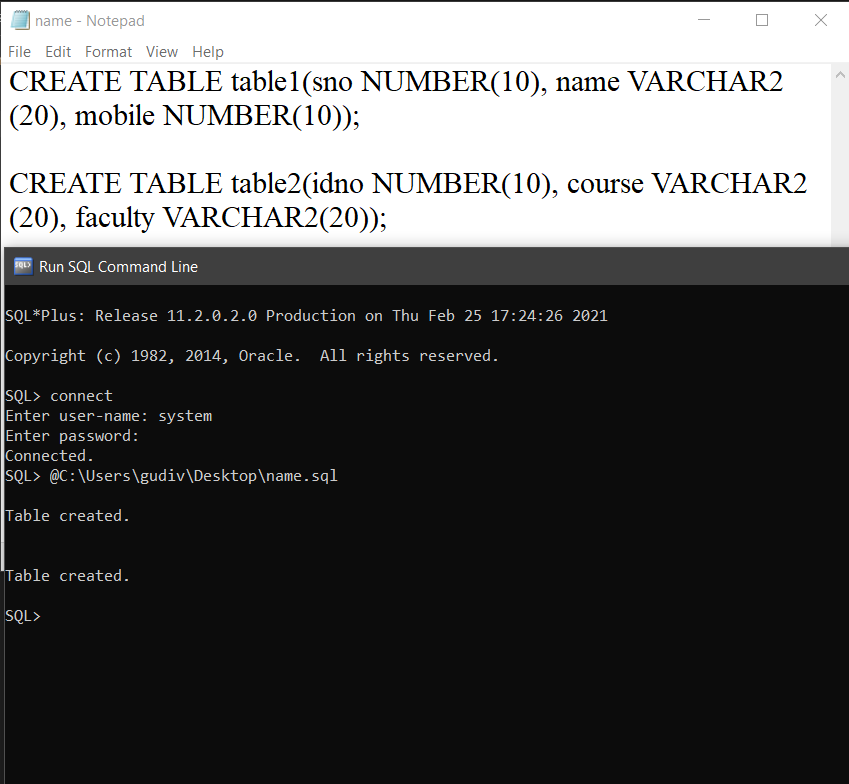 name - Notepad
File Edit Format View Help
CREATE TABLE table1(sno NUMBER(10), name VARCHAR2
(20), mobile NUMBER(10));
CREATE TABLE table2(idno NUMBER(10), course VARCHAR2
(20), faculty VARCHAR2(20));
SQL> Run SQL Command Line
SQL*Plus: Release 11.2.0.2.0 Production on Thu Feb 25 17:24:26 2021
Copyright (c) 1982, 2014, Oracle.  All rights reserved.
SQL> connect
Enter user-name: system
Enter password:
Connected.
SQL> @C:\Users\gudiv\Desktop\name.sql
Table created.
Table created.
SQL>